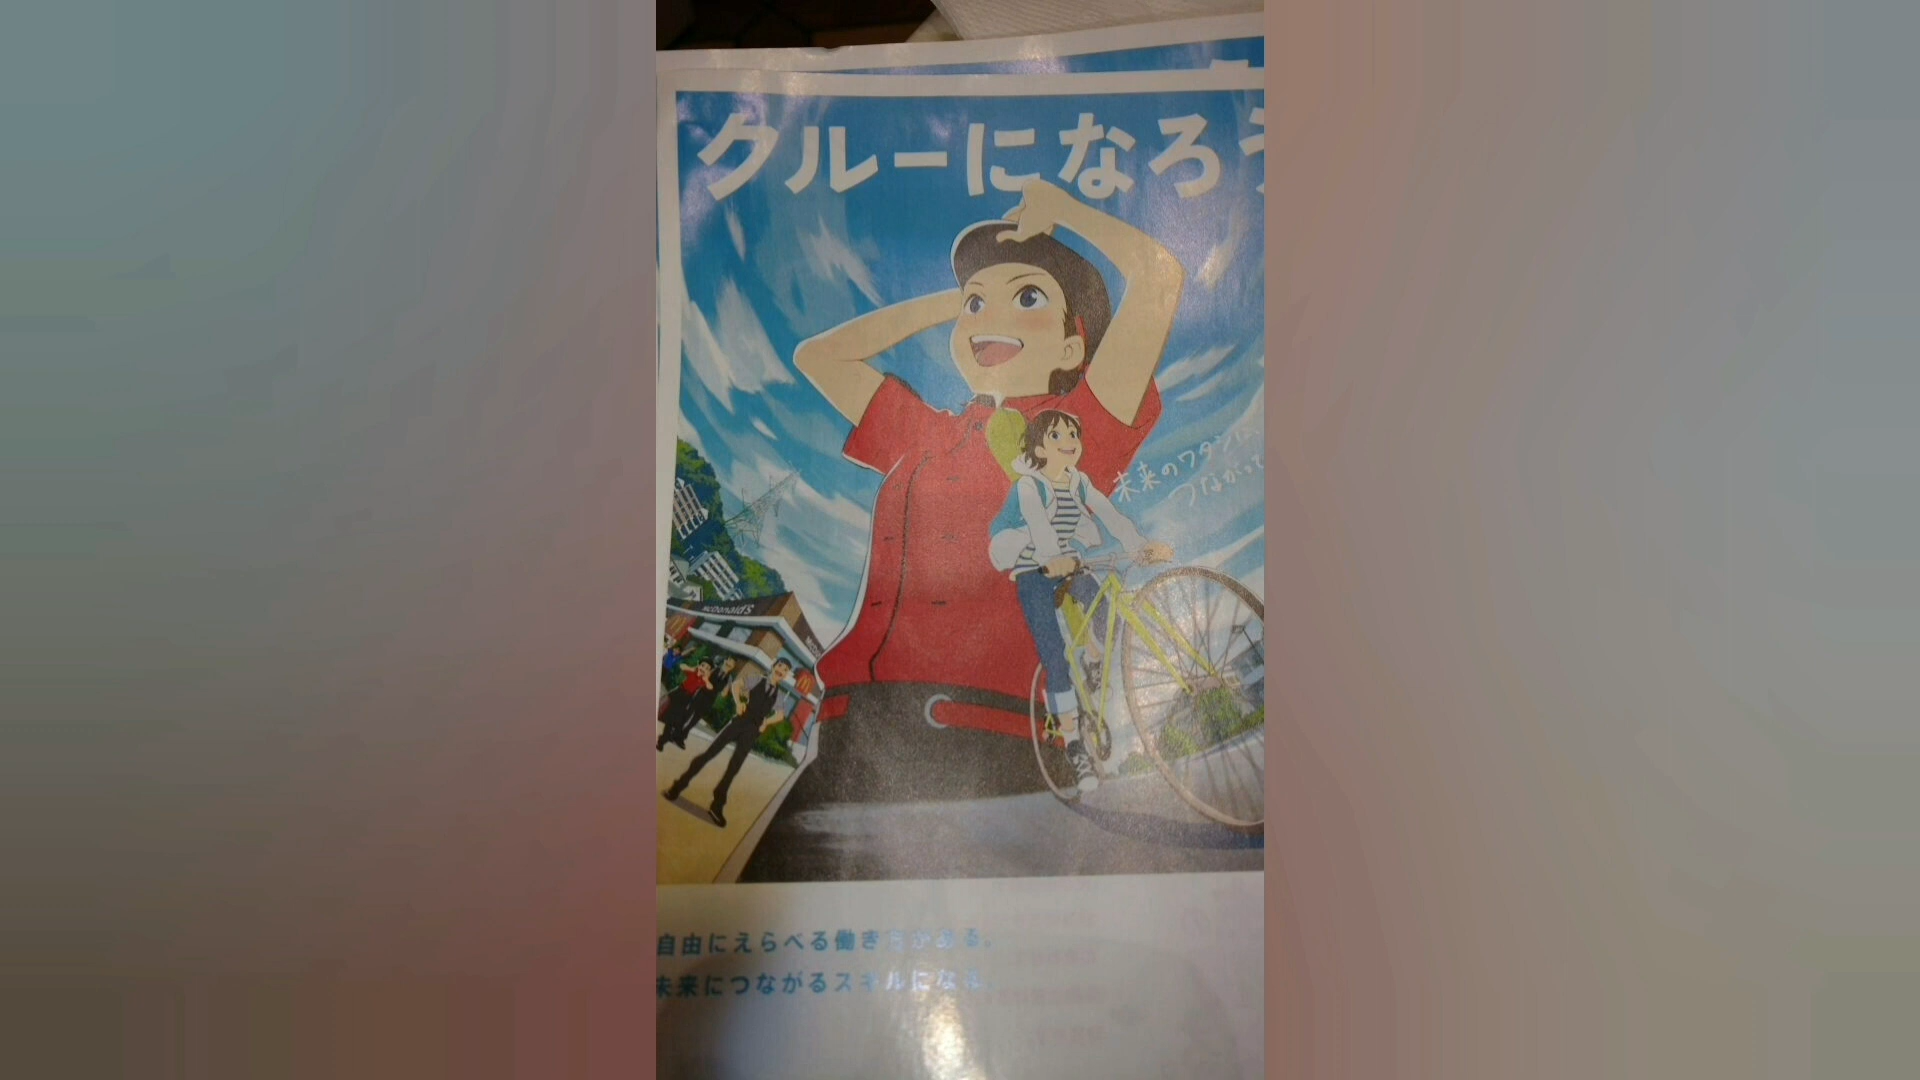 クルーになろう
未来のワタシに、
つながって
mcdonald's
自由にえらべる働き方がある。
未来につながるスキルになる。